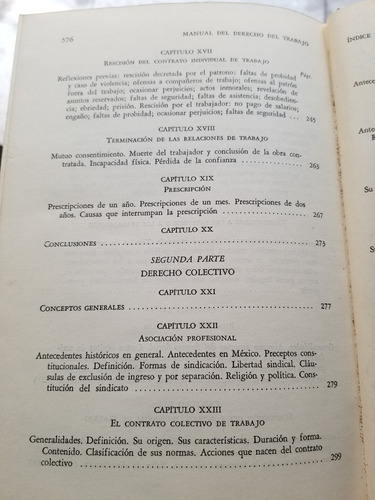 576
MANUAL DEL DERECHO DEL TRABAJO
CAPÍTULO XVII
RESCISIÓN DEL CONTRATO INDIVIDUAL DE TRABAJO
Pág.
Reflexiones previas: rescisión decretada por el patrono: faltas de probidad
y caso de violencia; ofensas a compañeros de trabajo; ofensas al patrón
fuera del trabajo; ocasionar perjuicios; actos inmorales; revelación de
asuntos reservados; faltas de seguridad; faltas de asistencia; desobedien-
cia; ebriedad; prisión. Rescisión por el trabajador: no pago de salarios;
engaño; faltas de probidad; ocasionar perjuicios; faltas de seguridad . . . 245
CAPÍTULO XVIII
TERMINACIÓN DE LAS RELACIONES DE TRABAJO
Mutuo consentimiento. Muerte del trabajador y conclusión de la obra con-
tratada. Incapacidad física. Pérdida de la confianza 263
CAPÍTULO XIX
PRESCRIPCIÓN
Prescripciones de un año. Prescripciones de un mes. Prescripciones de dos
años. Causas que interrumpan la prescripción 267
CAPÍTULO XX
CONCLUSIONES 273
SEGUNDA PARTE
DERECHO COLECTIVO
CAPÍTULO XXI
CONCEPTOS GENERALES 277
CAPÍTULO XXII
ASOCIACIÓN PROFESIONAL
Antecedentes históricos en general. Antecedentes en México. Preceptos cons-
titucionales. Definición. Formas de sindicación. Libertad sindical. Cláu-
sulas de exclusión de ingreso y por separación. Religión y política. Cons-
titución del sindicato 279
CAPÍTULO XXIII
EL CONTRATO COLECTIVO DE TRABAJO
Generalidades. Definición. Su origen. Sus características. Duración y forma.
Contenido. Clasificación de sus normas. Acciones que nacen del contrato
colectivo 299
ÍNDICE
Antece
Su